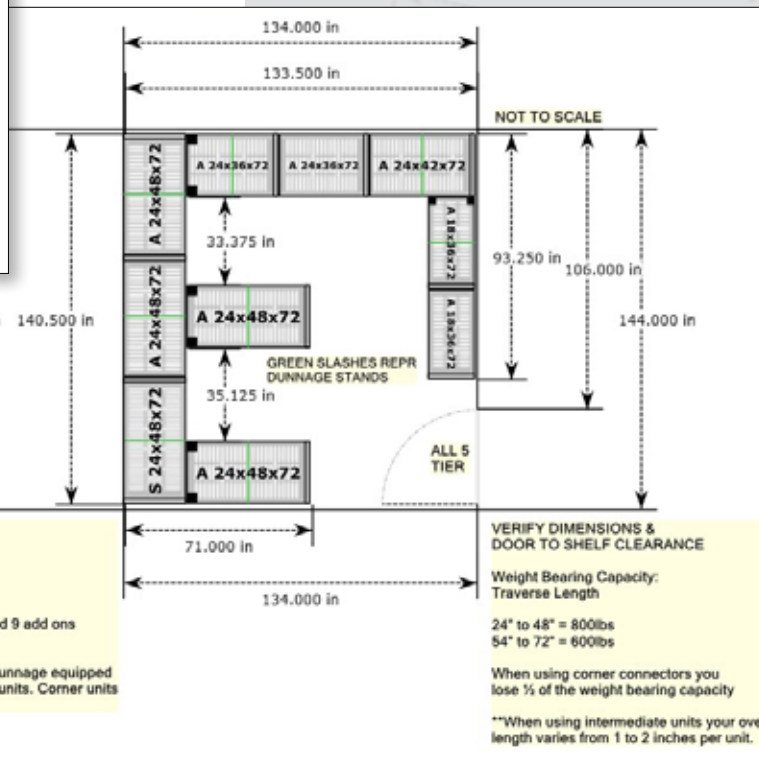 134.000 in
133.500 in
NOT TO SCALE
A 24x48x72
A 24x36x72
A 24x36x72
A 24x42x72
A 18x36x72
33.375 in
93.250 in
106.000 in
140.500 in
A 24x48x72
A 24x48x72
144.000 in
A 18x36x72
GREEN SLASHES REPR
DUNNAGE STANDS
35.125 in
S 24x48x72
A 24x48x72
ALL 5
TIER
71.000 in
134.000 in
VERIFY DIMENSIONS &
DOOR TO SHELF CLEARANCE
Weight Bearing Capacity:
Traverse Length
24" to 48" = 800lbs
54" to 72" = 600lbs
When using corner connectors you
lose ½ of the weight bearing capacity
**When using intermediate units your ove
length varies from 1 to 2 inches per unit.
d 9 add ons
unnage equipped
units. Corner units